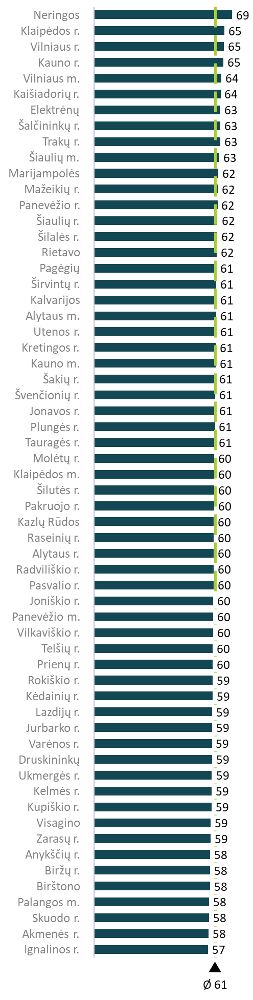 Neringos 69
Klaipėdos r. 65
Vilniaus r. 65
Kauno r. 65
Vilniaus m. 64
Kaišiadorių r. 64
Elektrėnų 63
Šalčininkų r. 63
Trakų r. 63
Šiaulių m. 63
Marijampolės 62
Mažeikių r. 62
Panevėžio r. 62
Šiaulių r. 62
Šilalės r. 62
Rietavo 62
Pagėgių 61
Širvintų r. 61
Kalvarijos 61
Alytaus m. 61
Utenos r. 61
Kretingos r. 61
Kauno m. 61
Šakių r. 61
Švenčionių r. 61
Jonavos r. 61
Plungės r. 61
Tauragės r. 61
Molėtų r. 60
Klaipėdos m. 60
Šilutės r. 60
Pakruojo r. 60
Kazlų Rūdos 60
Raseinių r. 60
Alytaus r. 60
Radviliškio r. 60
Pasvalio r. 60
Joniškio r. 60
Panevėžio m. 60
Vilkaviškio r. 60
Telšių r. 60
Prienų r. 60
Rokiškio r. 59
Kėdainių r. 59
Lazdijų r. 59
Jurbarko r. 59
Varėnos r. 59
Druskininkų 59
Ukmergės r. 59
Kelmės r. 59
Kupiškio r. 59
Visagino 59
Zarasų r. 59
Anykščių r. 58
Biržų r. 58
Birštono 58
Palangos m. 58
Skuodo r. 58
Akmenės r. 58
Ignalinos r. 57
Ø 61